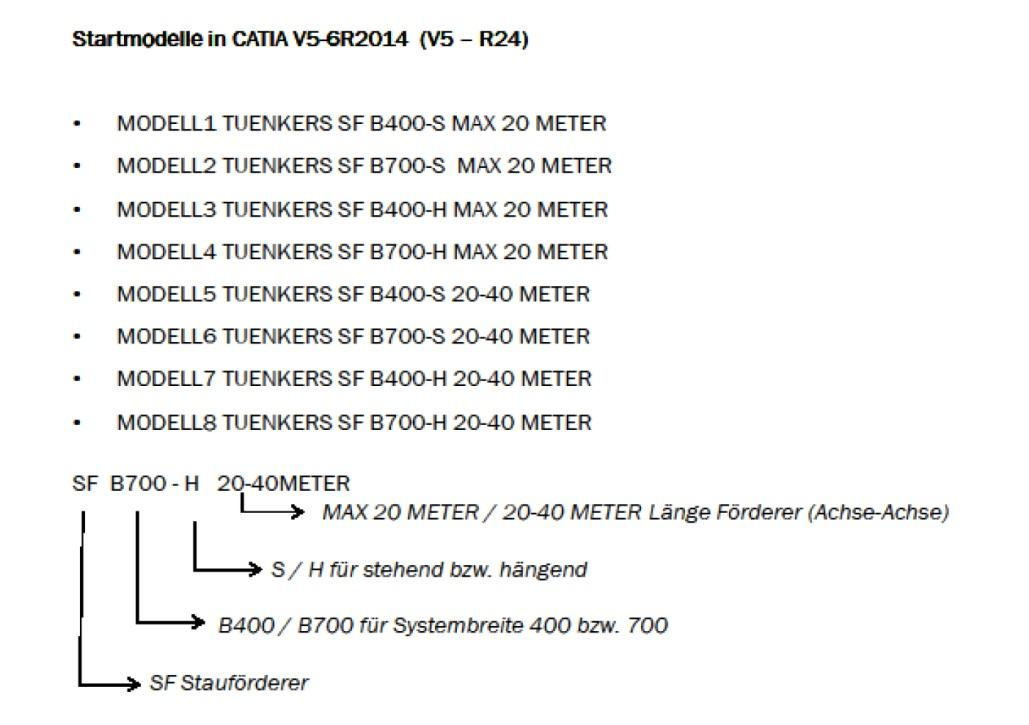 Startmodelle in CATIA V5-6R2014 (V5 – R24)
• MODELL1 TUENKERS SF B400-S MAX 20 METER
• MODELL2 TUENKERS SF B700-S MAX 20 METER
• MODELL3 TUENKERS SF B400-H MAX 20 METER
• MODELL4 TUENKERS SF B700-H MAX 20 METER
• MODELL5 TUENKERS SF B400-S 20-40 METER
• MODELL6 TUENKERS SF B700-S 20-40 METER
• MODELL7 TUENKERS SF B400-H 20-40 METER
• MODELL8 TUENKERS SF B700-H 20-40 METER
SF B700 - H 20-40METER
MAX 20 METER / 20-40 METER Länge Förderer (Achse-Achse)
S / H für stehend bzw. hängend
B400 / B700 für Systembreite 400 bzw. 700
SF Stauförderer